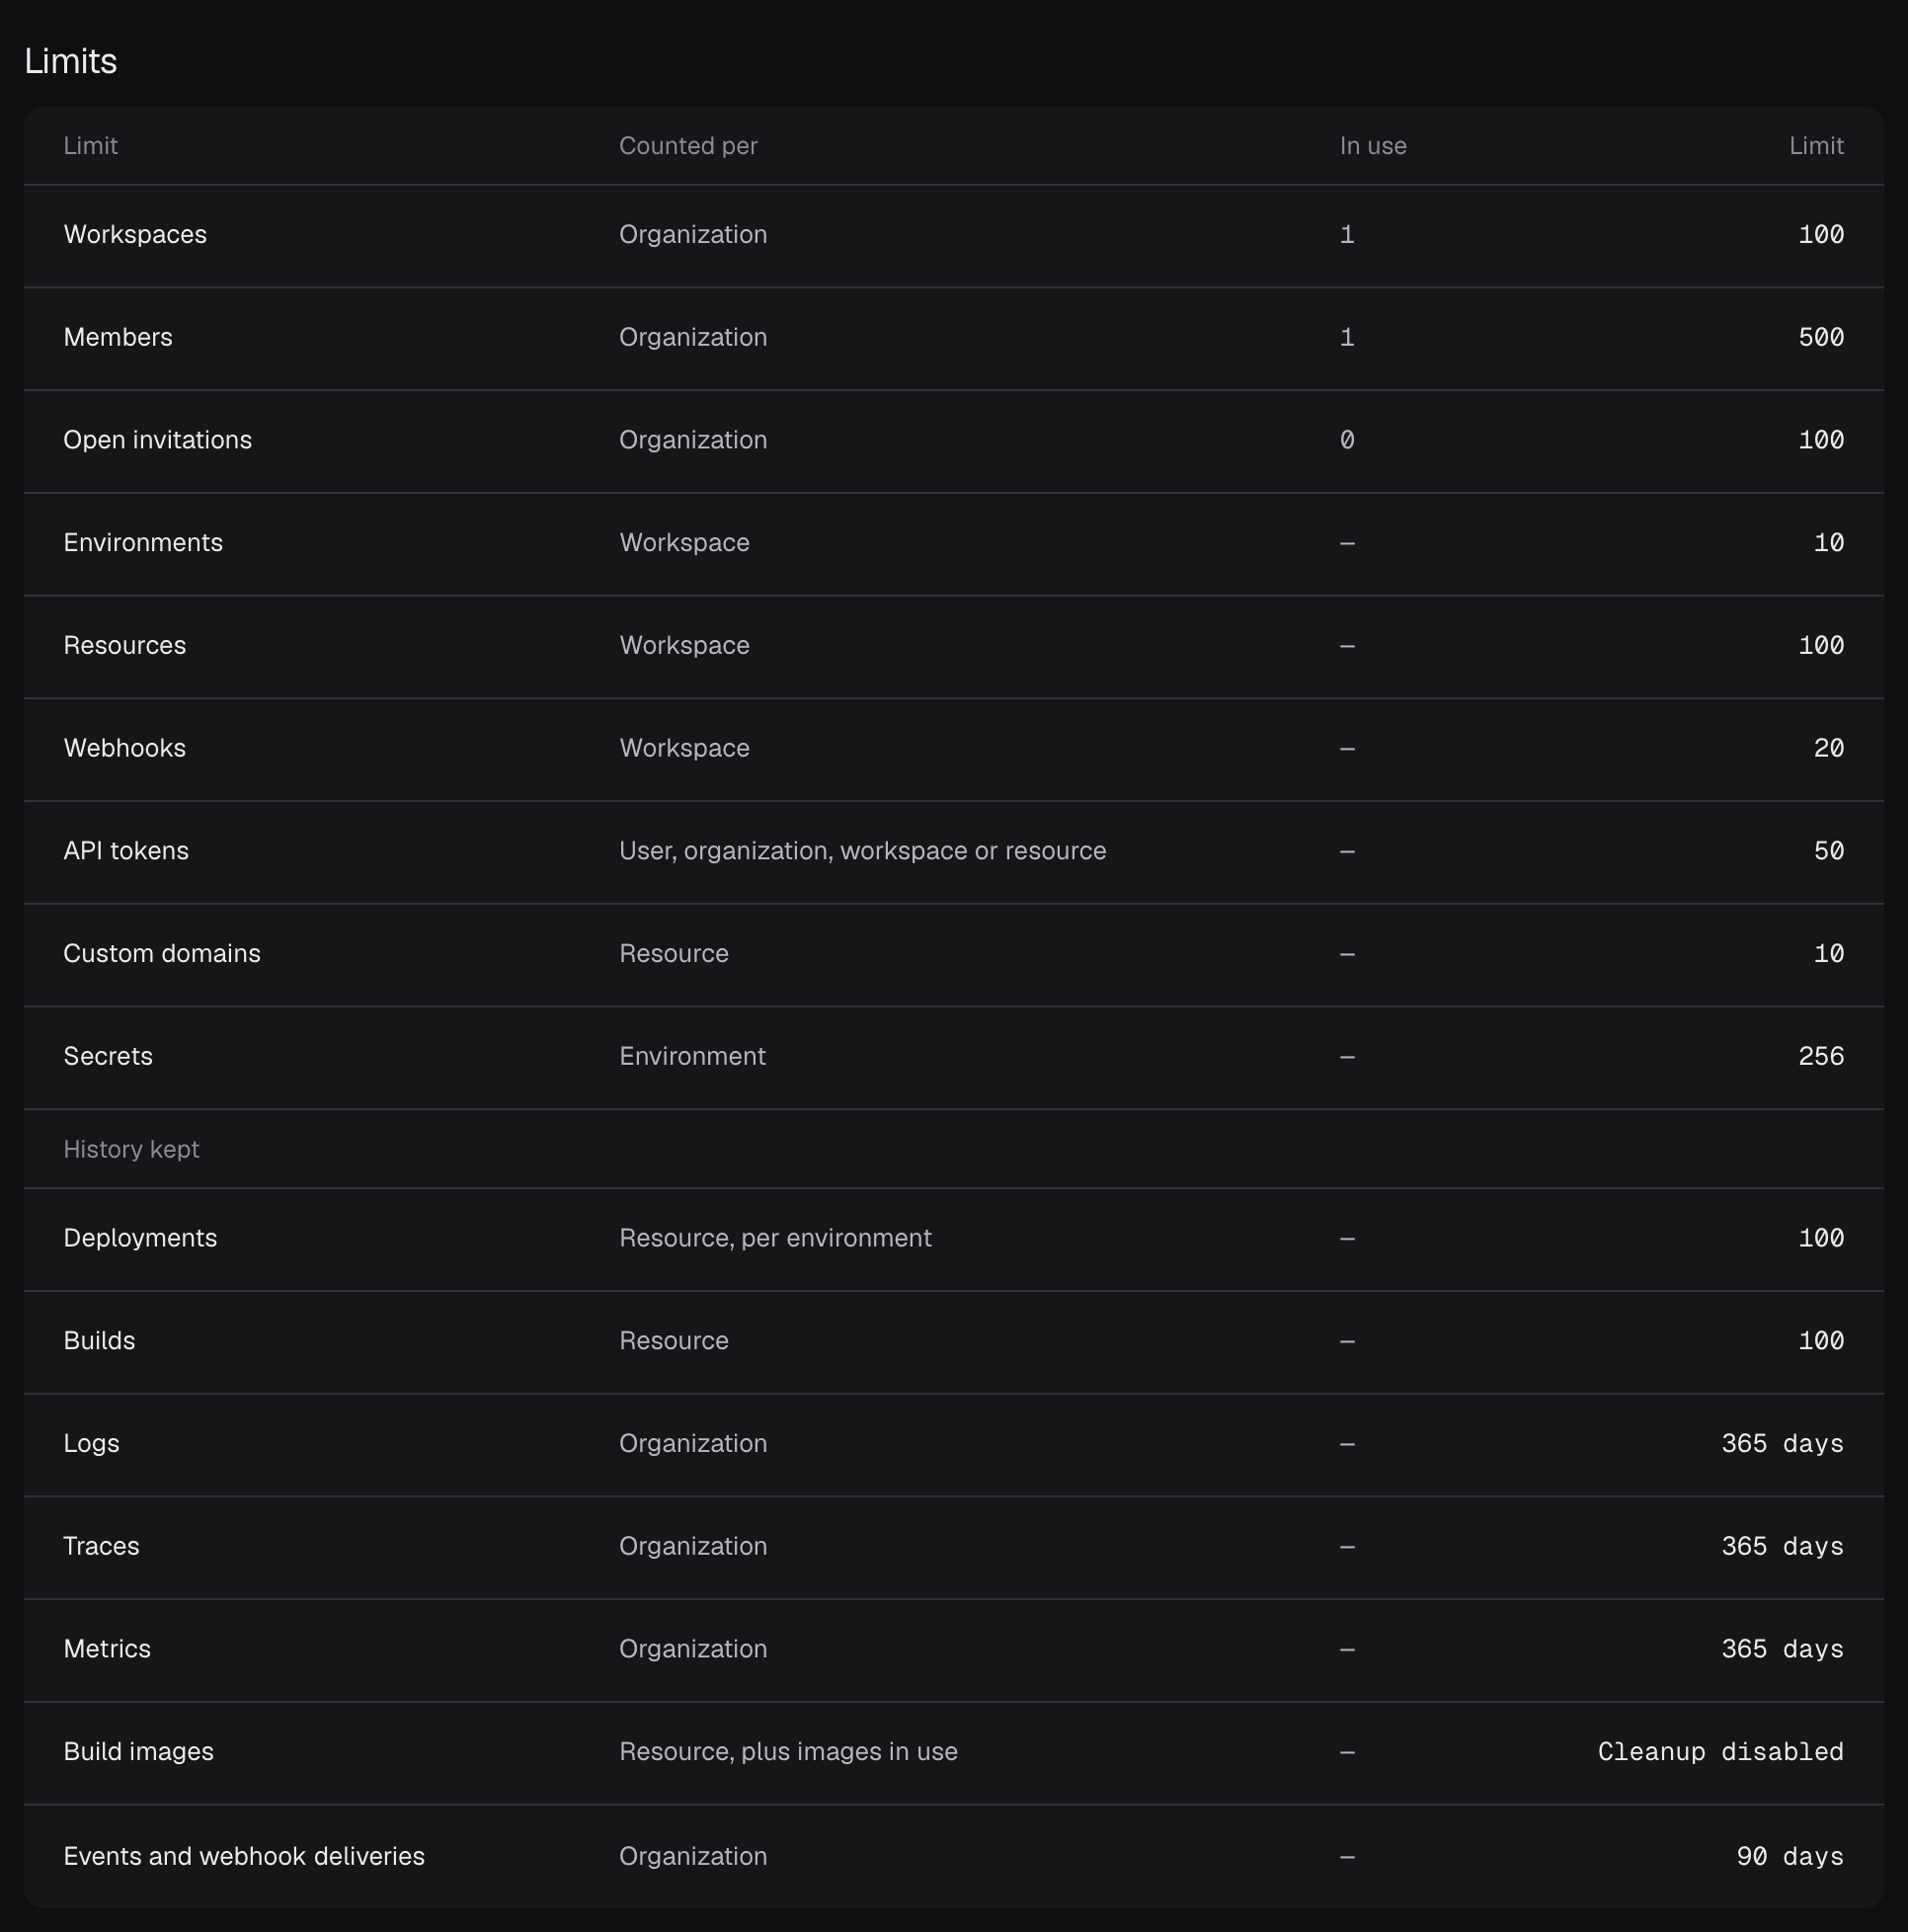 Limits
Limit Counted per In use Limit
Workspaces Organization 1 100
Members Organization 1 500
Open invitations Organization 0 100
Environments Workspace – 10
Resources Workspace – 100
Webhooks Workspace – 20
API tokens User, organization, workspace or resource – 50
Custom domains Resource – 10
Secrets Environment – 256
History kept
Deployments Resource, per environment – 100
Builds Resource – 100
Logs Organization – 365 days
Traces Organization – 365 days
Metrics Organization – 365 days
Build images Resource, plus images in use – Cleanup disabled
Events and webhook deliveries Organization – 90 days